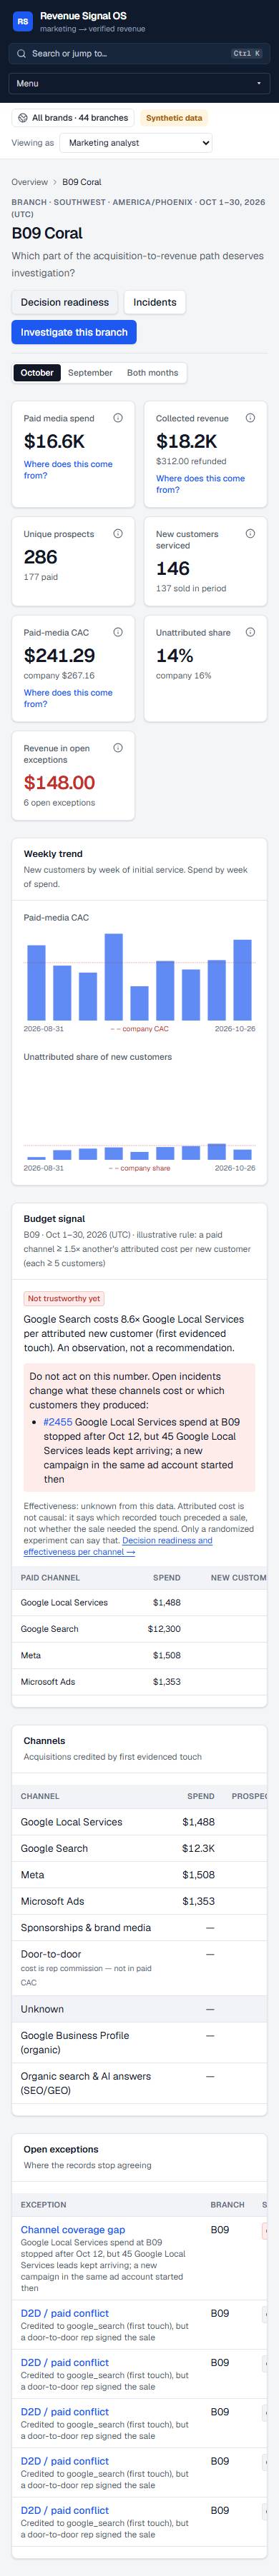 RS
Revenue Signal OS
marketing → verified revenue
Search or jump to...
Ctrl K
Menu
All brands · 44 branches
Synthetic data
Viewing as
Marketing analyst
Overview > B09 Coral
BRANCH · SOUTHWEST · AMERICA/PHOENIX · OCT 1–30, 2026
(UTC)
B09 Coral
Which part of the acquisition-to-revenue path deserves
investigation?
Decision readiness
Incidents
Investigate this branch
October
September
Both months
Paid media spend
$16.6K
Where does this come
from?
Collected revenue
$18.2K
$312.00 refunded
Where does this come
from?
Unique prospects
286
177 paid
New customers
serviced
146
137 sold in period
Paid-media CAC
$241.29
company $267.16
Where does this come
from?
Unattributed share
14%
company 16%
Revenue in open
exceptions
$148.00
6 open exceptions
Weekly trend
New customers by week of initial service. Spend by week
of spend.
Paid-media CAC
2026-08-31
– – company CAC
2026-10-26
Unattributed share of new customers
2026-08-31
– – company share
2026-10-26
Budget signal
B09 · Oct 1–30, 2026 (UTC) · illustrative rule: a paid
channel ≥ 1.5× another's attributed cost per new customer
(each ≥ 5 customers)
Not trustworthy yet
Google Search costs 8.6× Google Local Services
per attributed new customer (first evidenced
touch). An observation, not a recommendation.
Do not act on this number. Open incidents
change what these channels cost or which
customers they produced:
• #2455 Google Local Services spend at B09
stopped after Oct 12, but 45 Google Local
Services leads kept arriving; a new
campaign in the same ad account started
then
Effectiveness: unknown from this data. Attributed cost is
not causal: it says which recorded touch preceded a sale,
not whether the sale needed the spend. Only a randomized
experiment can say that. Decision readiness and
effectiveness per channel →
PAID CHANNEL
SPEND
NEW CUSTOM
Google Local Services
$1,488
Google Search
$12,300
Meta
$1,508
Microsoft Ads
$1,353
Channels
Acquisitions credited by first evidenced touch
CHANNEL
SPEND
PROSPEC
Google Local Services
$1,488
Google Search
$12.3K
Meta
$1,508
Microsoft Ads
$1,353
Sponsorships & brand media
—
Door-to-door
—
cost is rep commission — not in paid
CAC
Unknown
—
Google Business Profile
(organic)
—
Organic search & AI answers
(SEO/GEO)
—
Open exceptions
Where the records stop agreeing
EXCEPTION
BRANCH
S
Channel coverage gap
B09
Google Local Services spend at B09
stopped after Oct 12, but 45 Google Local
Services leads kept arriving; a new
campaign in the same ad account started
then
D2D / paid conflict
B09
Credited to google_search (first touch), but
a door-to-door rep signed the sale
D2D / paid conflict
B09
Credited to google_search (first touch), but
a door-to-door rep signed the sale
D2D / paid conflict
B09
Credited to google_search (first touch), but
a door-to-door rep signed the sale
D2D / paid conflict
B09
Credited to google_search (first touch), but
a door-to-door rep signed the sale
D2D / paid conflict
B09
Credited to google_search (first touch), but
a door-to-door rep signed the sale